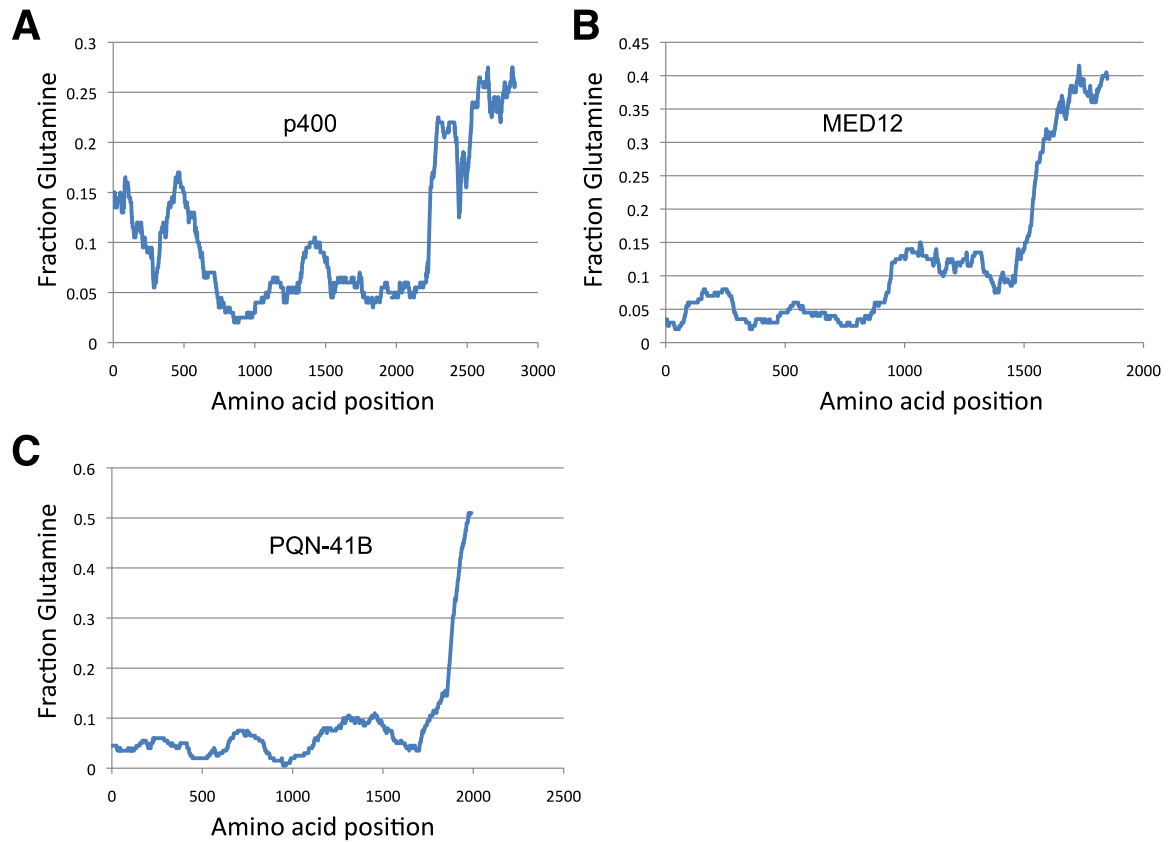 A
Fraction Glutamine
0.3
0.25
0.2
0.15
0.1
0.05
0
p400
0 500 1000 1500 2000 2500 3000
Amino acid position
B
Fraction Glutamine
0.45
0.4
0.35
0.3
0.25
0.2
0.15
0.1
0.05
0
MED12
0 500 1000 1500 2000
Amino acid position
C
Fraction Glutamine
0.6
0.5
0.4
0.3
0.2
0.1
0
PQN-41B
0 500 1000 1500 2000 2500
Amino acid position